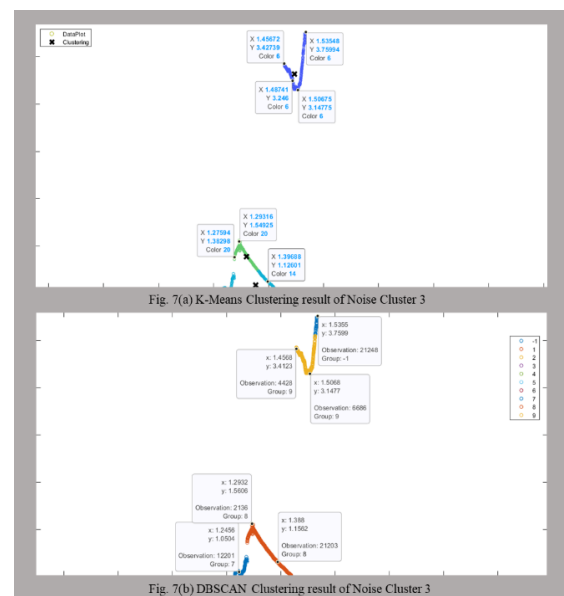 DataPlot
Clustering
X 1.45672
Y 3.42739
Color 6
X 1.53548
Y 3.75994
Color 6
X 1.48741
Y 3.246
Color 6
X 1.50675
Y 3.14775
Color 6
X 1.29316
Y 1.54925
Color 20
X 1.27594
Y 1.38298
Color 20
X 1.39688
Y 1.12601
Color 14
Fig. 7(a) K-Means Clustering result of Noise Cluster 3
x: 1.5355
y: 3.7599
Observation: 21248
Group: -1
x: 1.4568
y: 3.4123
Observation: 4428
Group: 9
x: 1.5068
y: 3.1477
Observation: 6686
Group: 9
-1
1
2
3
4
5
6
7
8
9
x: 1.2932
y: 1.5606
Observation: 2136
Group: 8
x: 1.2456
y: 1.0504
Observation: 12201
Group: 7
x: 1.388
y: 1.1562
Observation: 21203
Group: 8
Fig. 7(b) DBSCAN Clustering result of Noise Cluster 3